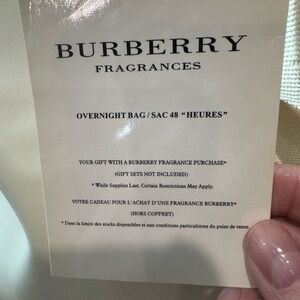 BURBERRY
FRAGRANCES
OVERNIGHT BAG / SAC 48 "HEURES"
YOUR GIFT WITH A BURBERRY FRAGRANCE PURCHASE*
(GIFT SETS NOT INCLUDED)
* While Supplies Last. Certain Restrictions May Apply.
VOTRE CADEAU POUR L'ACHAT D'UNE FRAGRANCE BURBERRY*
(HORS COFFRET)
* Dans la limite des stocks disponibles et aux conditions particulières du point de vente.